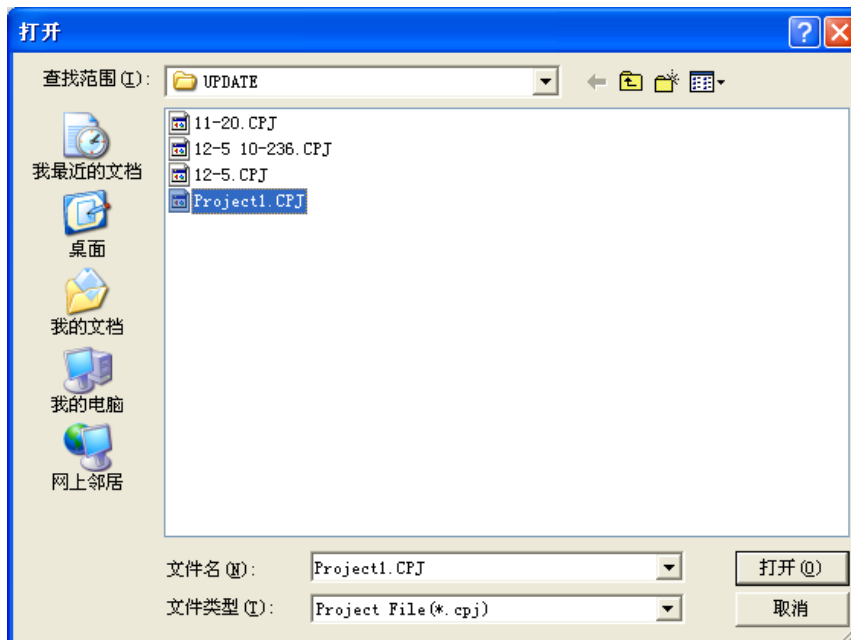 打开
查找范围(I): UPDATE
11-20.CPJ
12-5 10-236.CPJ
12-5.CPJ
Project1.CPJ
我最近的文档
桌面
我的文档
我的电脑
网上邻居
文件名(N): Project1.CPJ 打开(O)
文件类型(T): Project File(*.cpj) 取消